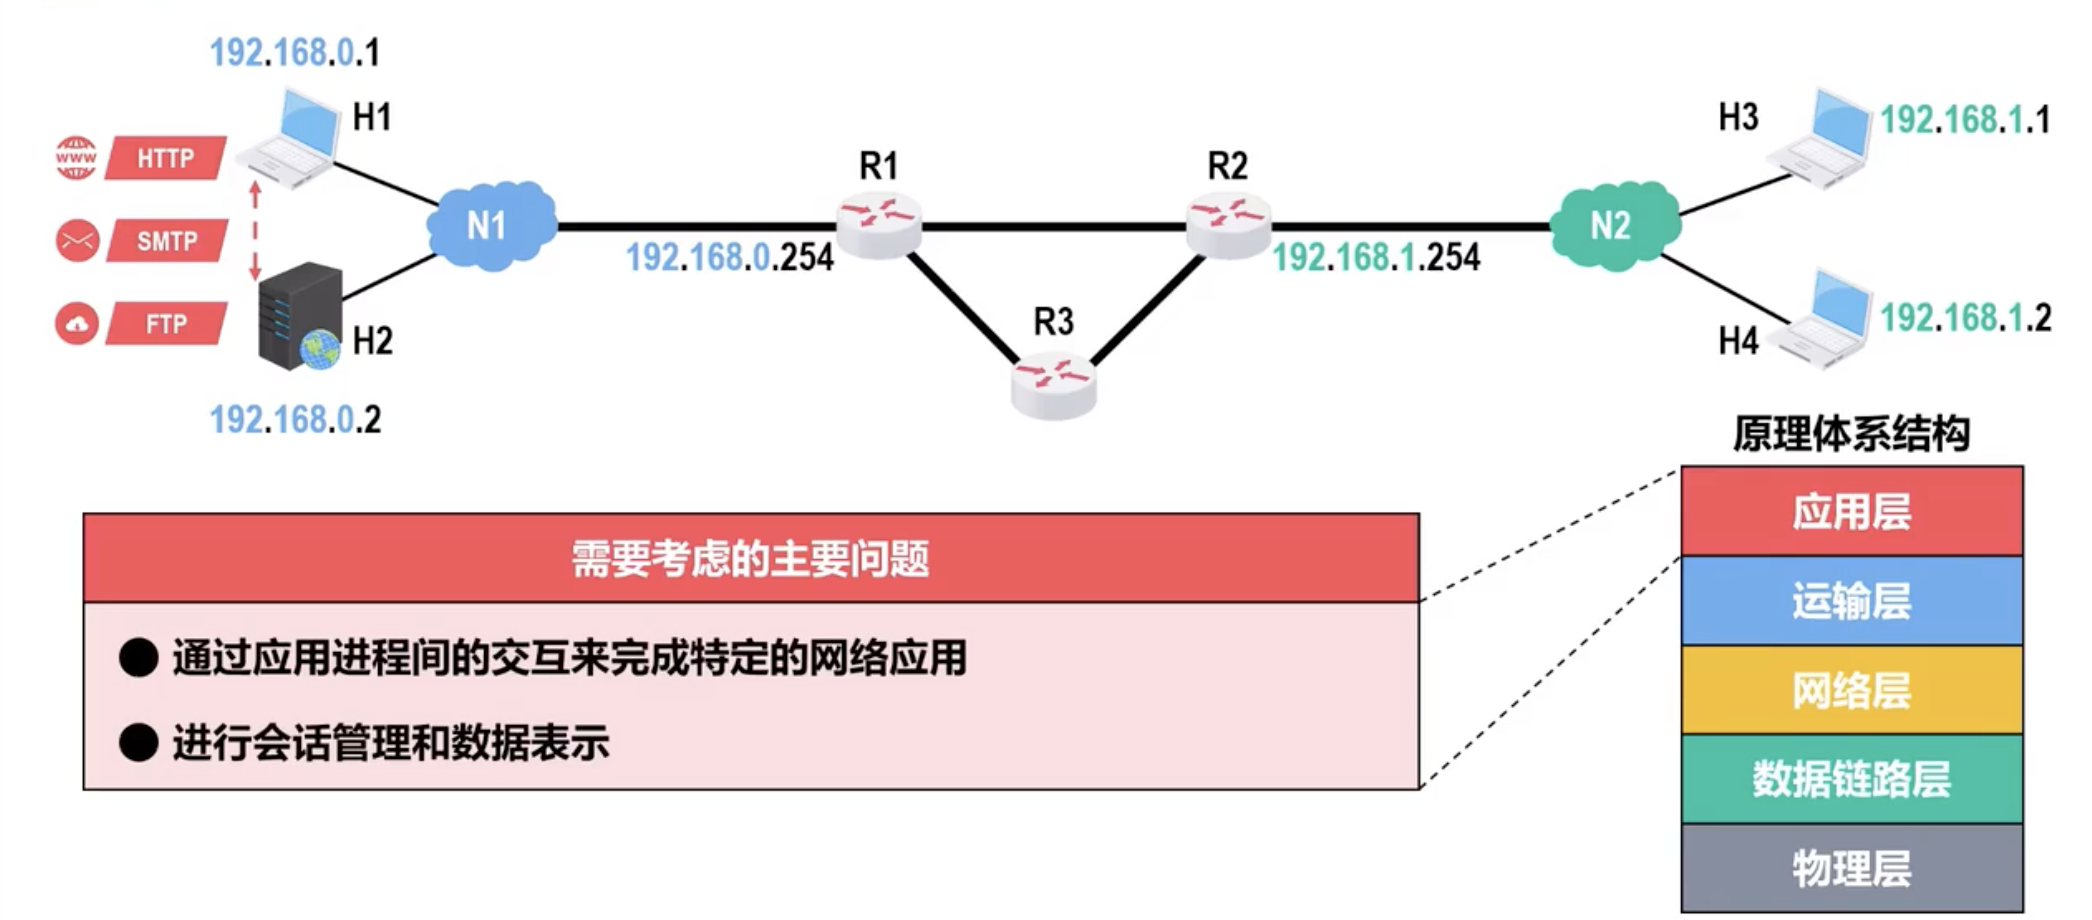 192.168.0.1
H1
WWW HTTP
SMTP
FTP
H2
192.168.0.2
N1
192.168.0.254
R1
R2
R3
192.168.1.254
N2
H3
192.168.1.1
H4
192.168.1.2
需要考虑的主要问题
● 通过应用进程间的交互来完成特定的网络应用
● 进行会话管理和数据表示
原理体系结构
应用层
运输层
网络层
数据链路层
物理层